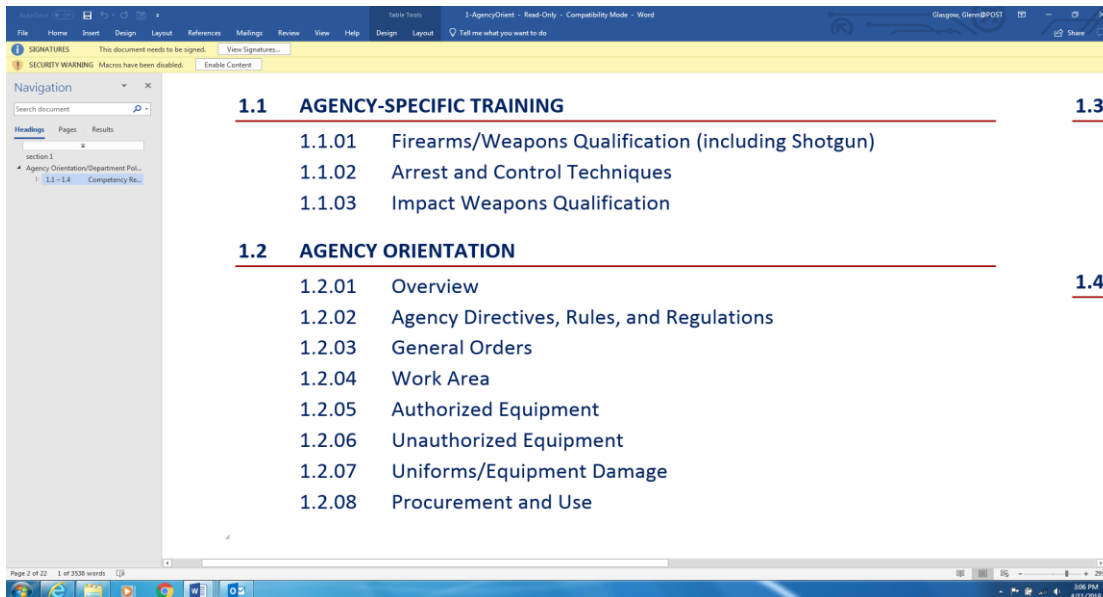 AutoSave
Table Tools
1-AgencyOrient - Read-Only - Compatibility Mode - Word
Glasgow, Glenn@POST
File Home Insert Design Layout References Mailings Review View Help Design Layout Tell me what you want to do
Share
SIGNATURES This document needs to be signed. View Signatures...
SECURITY WARNING Macros have been disabled. Enable Content
Navigation
Search document
Headings Pages Results
section 1
Agency Orientation/Department Pol...
1.1 – 1.4 Competency Re...
1.1 AGENCY-SPECIFIC TRAINING
1.3
1.1.01 Firearms/Weapons Qualification (including Shotgun)
1.1.02 Arrest and Control Techniques
1.1.03 Impact Weapons Qualification
1.2 AGENCY ORIENTATION
1.4
1.2.01 Overview
1.2.02 Agency Directives, Rules, and Regulations
1.2.03 General Orders
1.2.04 Work Area
1.2.05 Authorized Equipment
1.2.06 Unauthorized Equipment
1.2.07 Uniforms/Equipment Damage
1.2.08 Procurement and Use
Page 2 of 22 1 of 3538 words
3:06 PM